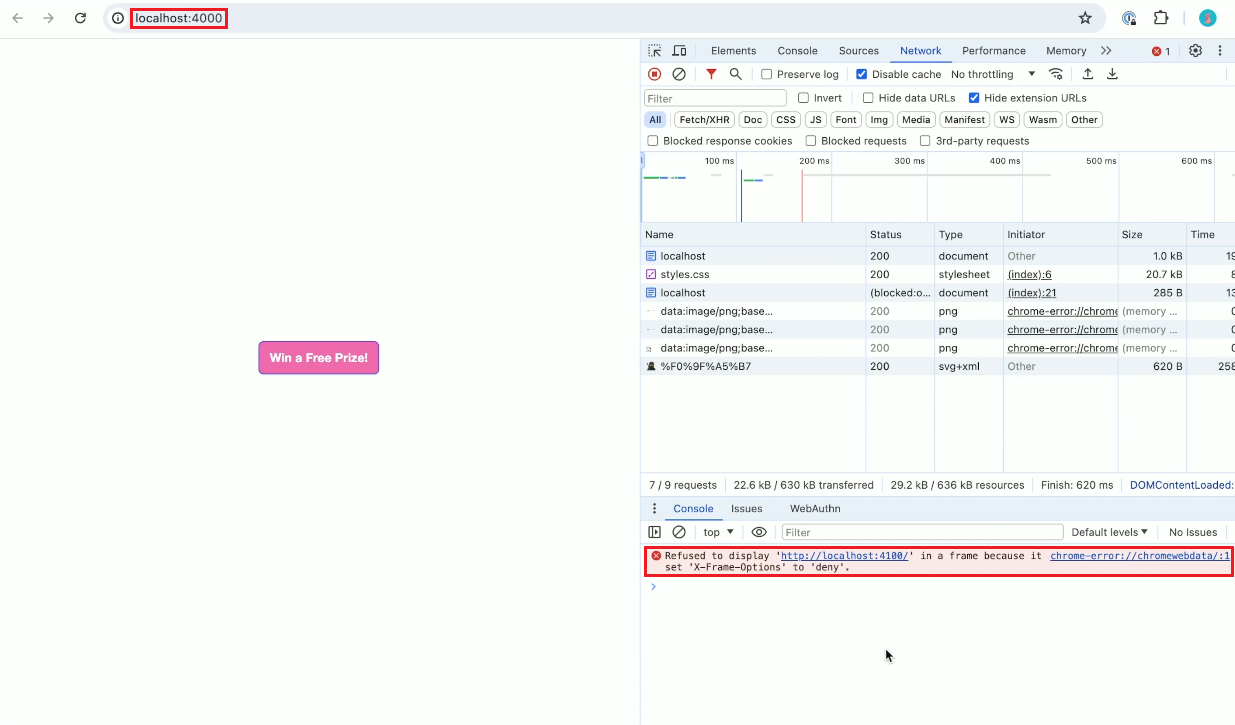 localhost:4000
Elements Console Sources Network Performance Memory 1
Preserve log Disable cache No throttling
Filter Invert Hide data URLs Hide extension URLs
All Fetch/XHR Doc CSS JS Font Img Media Manifest WS Wasm Other
Blocked response cookies Blocked requests 3rd-party requests
100 ms 200 ms 300 ms 400 ms 500 ms 600 ms
Name Status Type Initiator Size Time
localhost 200 document Other 1.0 kB
styles.css 200 stylesheet (index):6 20.7 kB
localhost (blocked:o... document (index):21 285 B
data:image/png;base... 200 png chrome-error://chrome (memory ...
data:image/png;base... 200 png chrome-error://chrome (memory ...
data:image/png;base... 200 png chrome-error://chrome (memory ...
%F0%9F%A5%B7 200 svg+xml Other 620 B 258
Win a Free Prize!
7 / 9 requests 22.6 kB / 630 kB transferred 29.2 kB / 636 kB resources Finish: 620 ms DOMContentLoaded:
Console Issues WebAuthn
top Filter Default levels No Issues
Refused to display 'http://localhost:4100/' in a frame because it chrome-error://chromewebdata/:1
set 'X-Frame-Options' to 'deny'.